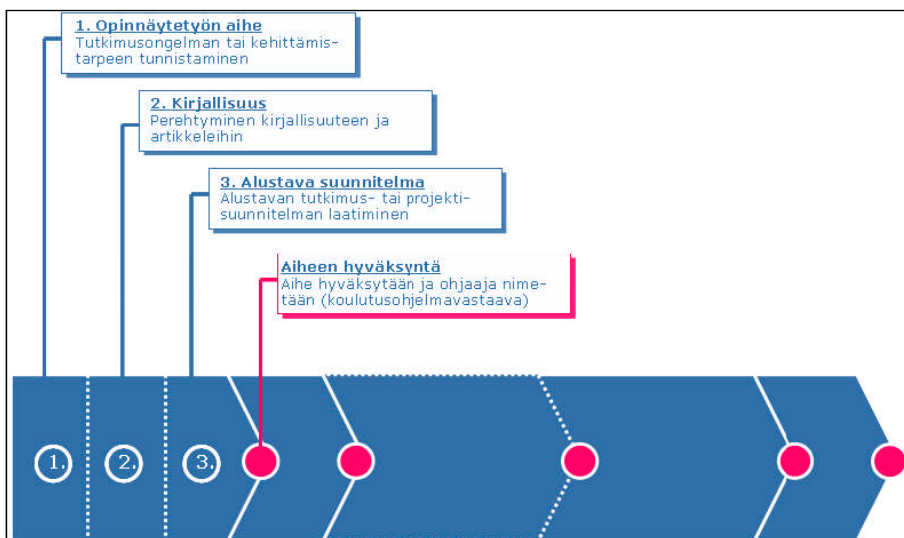 1. Opinnäytetyön aihe
Tutkimusongelman tai kehittämis-
tarpeen tunnistaminen
2. Kirjallisuus
Perehtyminen kirjallisuuteen ja
artikkeleihin
3. Alustava suunnitelma
Alustavan tutkimus- tai projekti-
suunnitelman laatiminen
Aiheen hyväksyntä
Aihe hyväksytään ja ohjaaja nime-
tään (koulutusohjelmavastaava)
1.
2.
3.